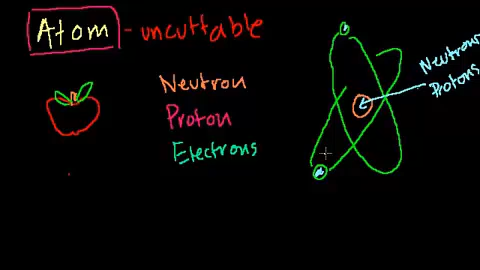 Atom - uncuttable
Neutron
Proton
Electrons
Neutrons
Protons